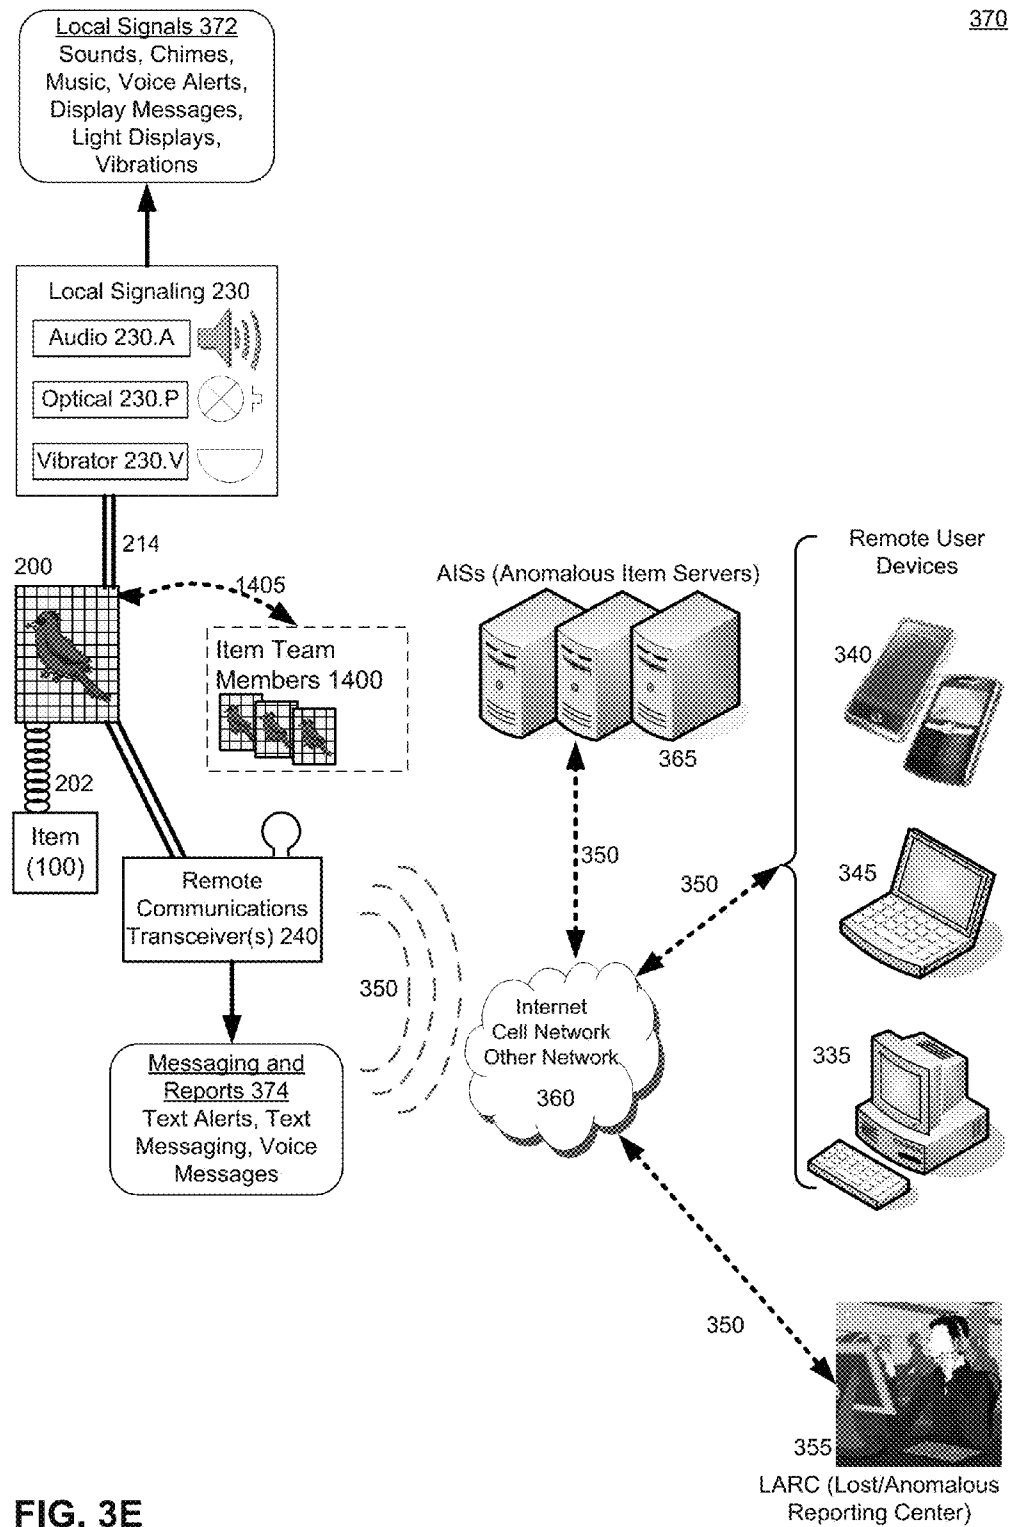 370
Local Signals 372
Sounds, Chimes,
Music, Voice Alerts,
Display Messages,
Light Displays,
Vibrations
Local Signaling 230
Audio 230.A
Optical 230.P
Vibrator 230.V
214
200
1405
Item Team
Members 1400
202
Item
(100)
Remote
Communications
Transceiver(s) 240
350
Messaging and
Reports 374
Text Alerts, Text
Messaging, Voice
Messages
AISs (Anomalous Item Servers)
365
350
Internet
Cell Network
Other Network
360
350
Remote User
Devices
340
345
335
350
355
LARC (Lost/Anomalous
Reporting Center)
FIG. 3E